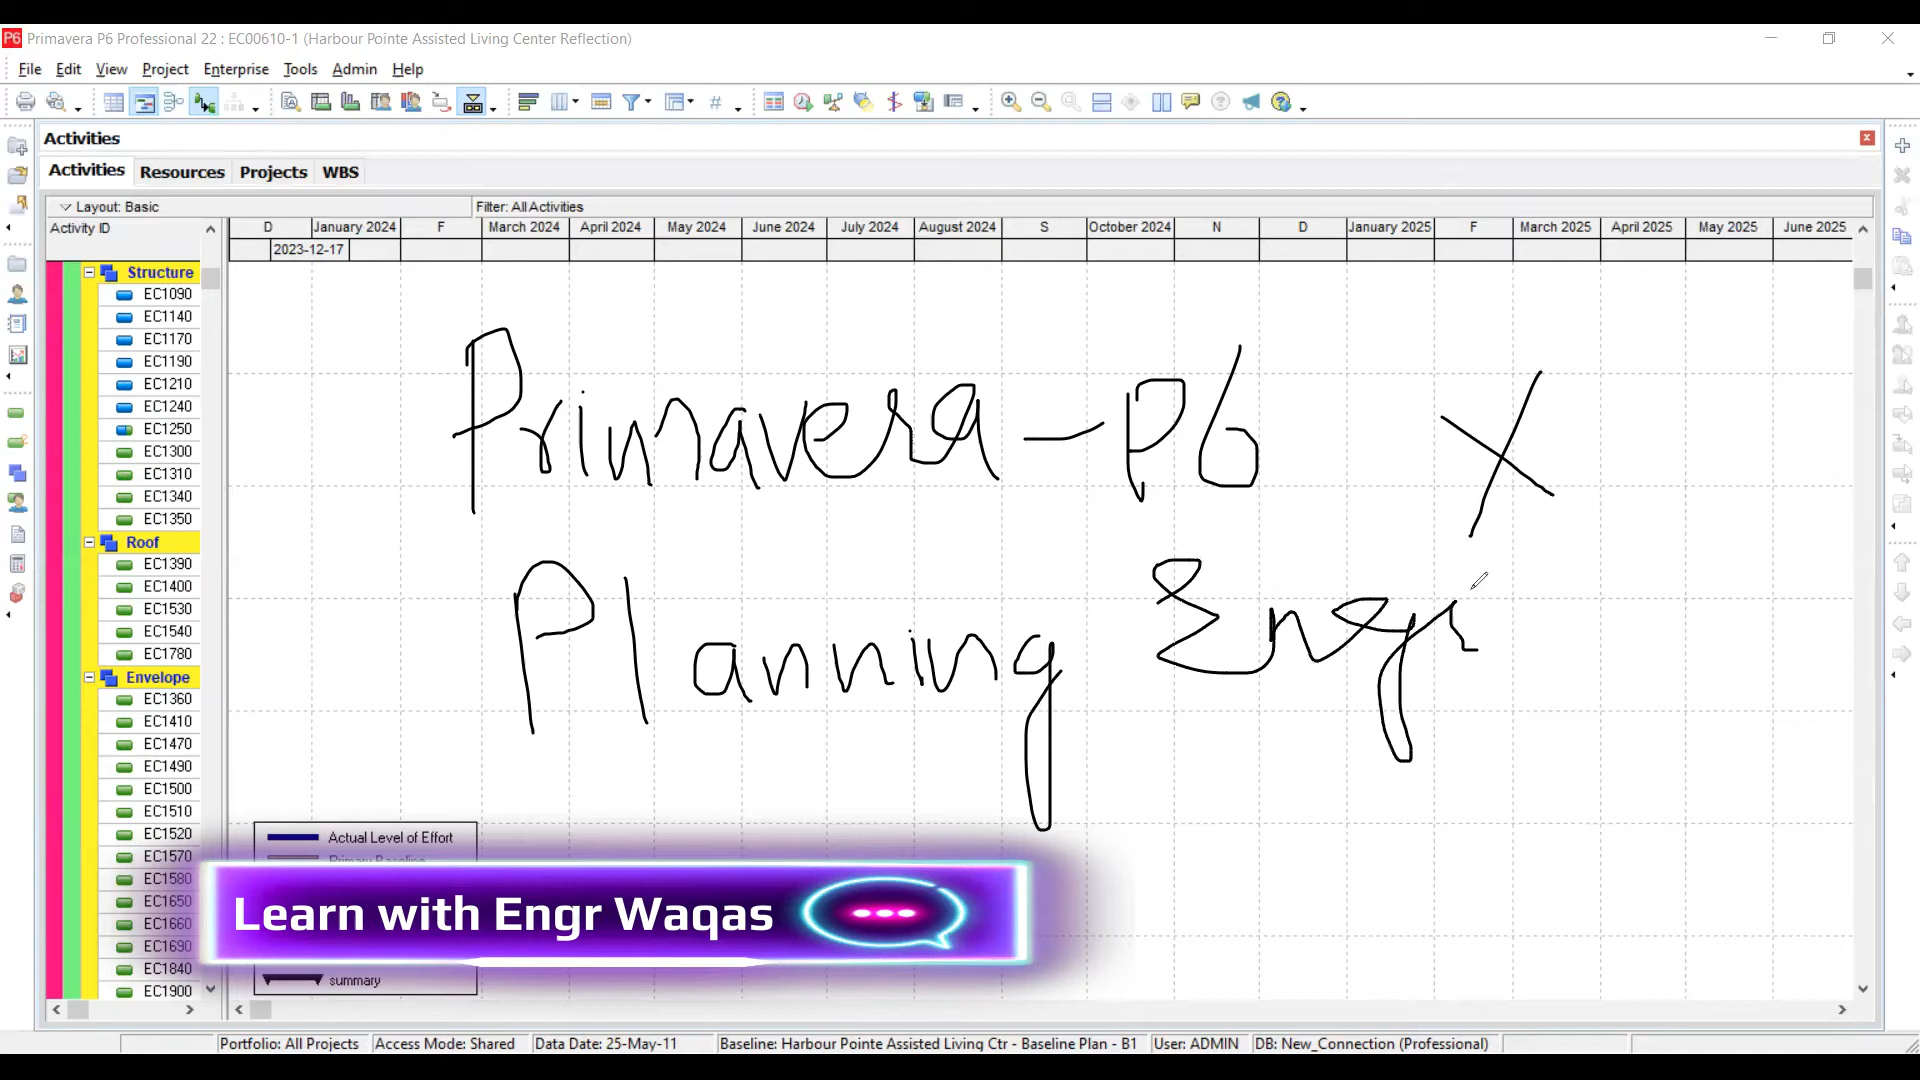 P6 Primavera P6 Professional 22 : EC00610-1 (Harbour Pointe Assisted Living Center Reflection)
File Edit View Project Enterprise Tools Admin Help
Activities
Activities Resources Projects WBS
Layout: Basic Filter: All Activities
Activity ID D January 2024 F March 2024 April 2024 May 2024 June 2024 July 2024 August 2024 S October 2024 N D January 2025 F March 2025 April 2025 May 2025 June 2025
2023-12-17
Structure
EC1090
EC1140
EC1170
EC1190
EC1210
EC1240
EC1250
EC1300
EC1310
EC1340
EC1350
Roof
EC1390
EC1400
EC1530
EC1540
EC1780
Envelope
EC1360
EC1410
EC1470
EC1490
EC1500
EC1510
EC1520
EC1570
EC1580
EC1650
EC1660
EC1690
EC1840
EC1900
Primavera - P6 X
Planning Engr
Actual Level of Effort
Primary Baseline
Learn with Engr Waqas
summary
Portfolio: All Projects Access Mode: Shared Data Date: 25-May-11 Baseline: Harbour Pointe Assisted Living Ctr - Baseline Plan - B1 User: ADMIN DB: New_Connection (Professional)